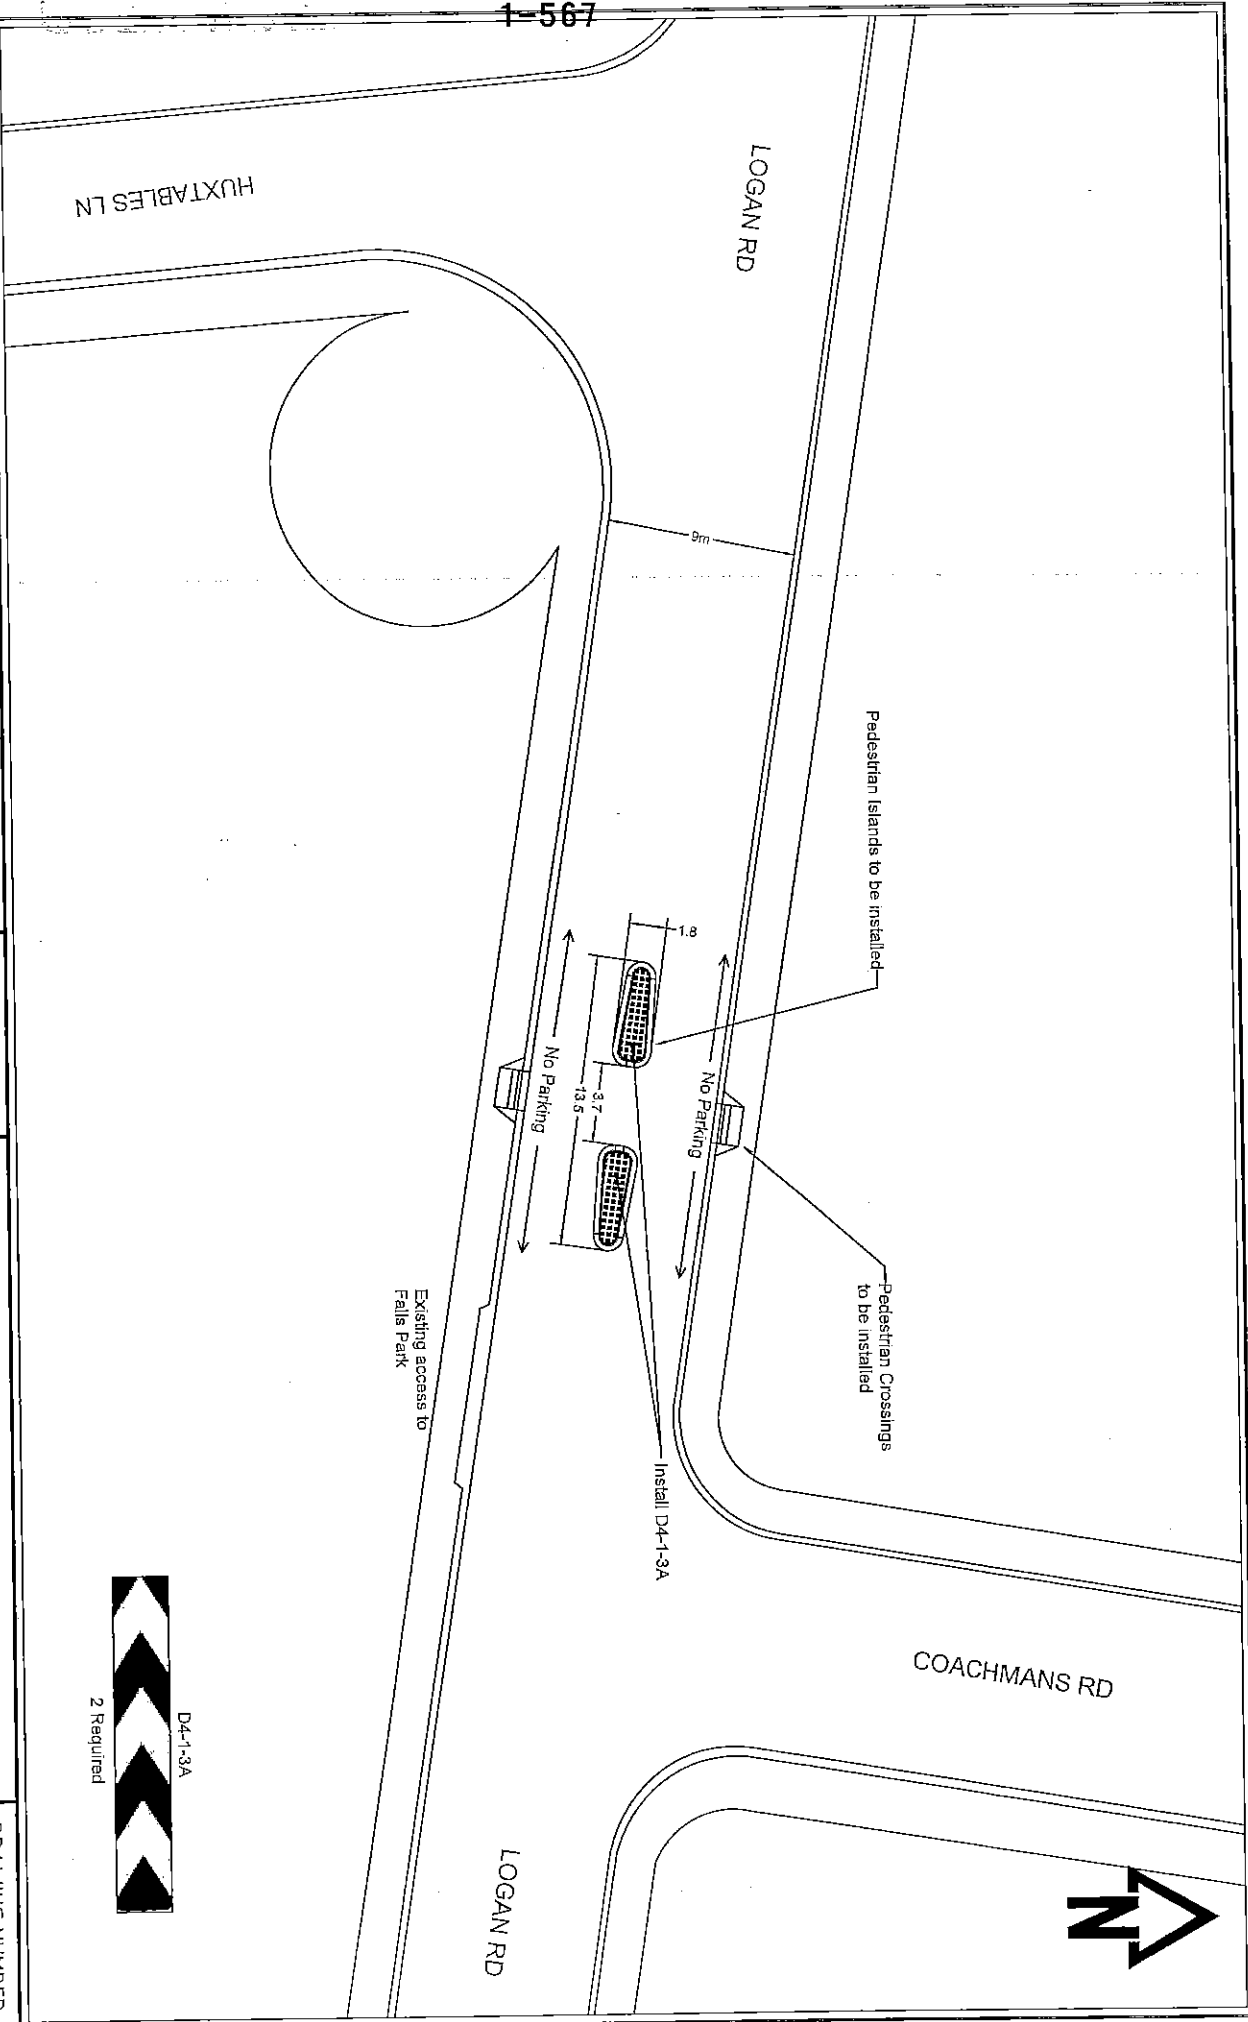 1-567
HUXTABLES LN
LOGAN RD
9m
Pedestrian Islands to be installed
1.8
No Parking
3.7
13.5
No Parking
Pedestrian Crossings
to be installed
Existing access to
Falls Park
Install D4-1-3A
COACHMANS RD
D4-1-3A
2 Required
LOGAN RD
N